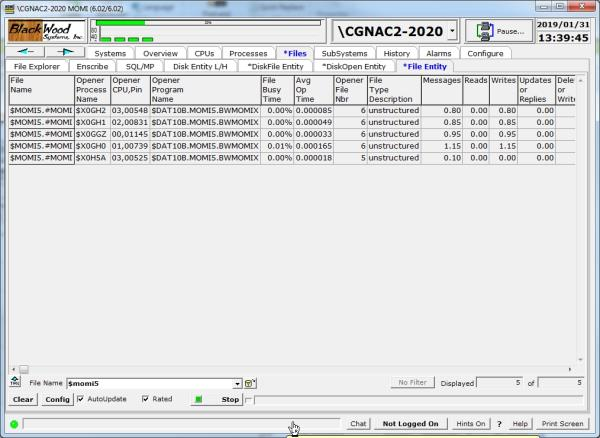 \CGNAC2-2020 MOMI (6.02/6.02)
BlackWood
Systems, Inc.
80
40
\CGNAC2-2020
Pause...
2019/01/31
13:39:45
Systems Overview CPUs Processes *Files SubSystems History Alarms Configure
File Explorer Enscribe SQL/MP Disk Entity L/H *DiskFile Entity *DiskOpen Entity *File Entity
File Opener Opener Opener File Avg Opener File Messages Reads Writes Updates Delet
Name Process CPU,Pin Program Busy Op File Type or or
Name Name Time Time Nbr Description Replies Write
$MOMI5.#MOMI $X0GH2 03,00548 $DAT10B.MOMI5.BWMOMIX 0.00% 0.000085 6 unstructured 0.80 0.00 0.80 0.00
$MOMI5.#MOMI $X0GH1 02,00831 $DAT10B.MOMI5.BWMOMIX 0.00% 0.000049 6 unstructured 0.85 0.00 0.85 0.00
$MOMI5.#MOMI $X0GGZ 00,01145 $DAT10B.MOMI5.BWMOMIX 0.00% 0.000033 6 unstructured 0.95 0.00 0.95 0.00
$MOMI5.#MOMI $X0GH0 01,00739 $DAT10B.MOMI5.BWMOMIX 0.01% 0.000165 6 unstructured 1.15 0.00 1.15 0.00
$MOMI5.#MOMI $X0H5A 03,00525 $DAT10B.MOMI5.BWMOMIX 0.00% 0.000018 5 unstructured 0.10 0.00 0.00 0.00
File Name $momi5 No Filter Displayed 5 of 5
Clear Config AutoUpdate Rated Stop
Chat Not Logged On Hints On ? Help Print Screen